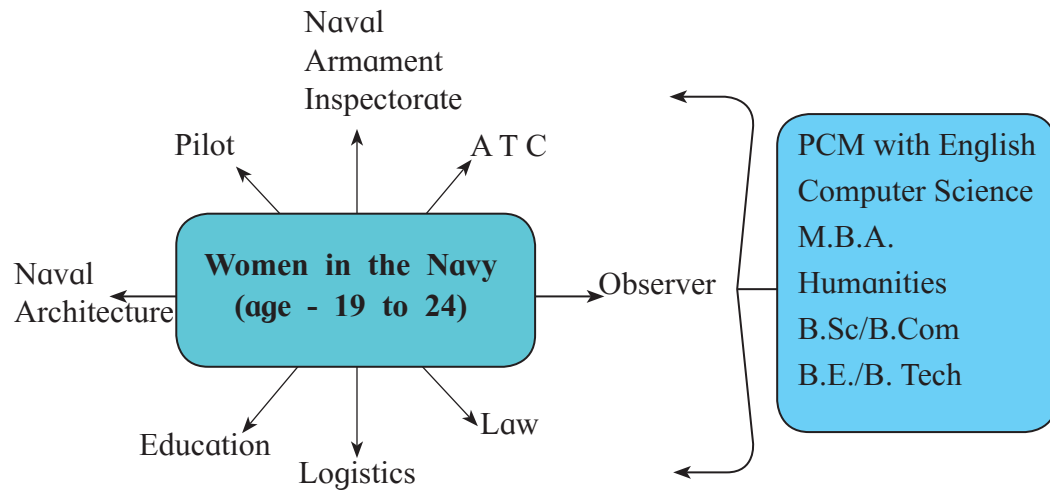 Naval
Armament
Inspectorate
Pilot
A T C
Women in the Navy
(age - 19 to 24)
Naval
Architecture
Observer
Education
Logistics
Law
PCM with English
Computer Science
M.B.A.
Humanities
B.Sc/B.Com
B.E./B. Tech